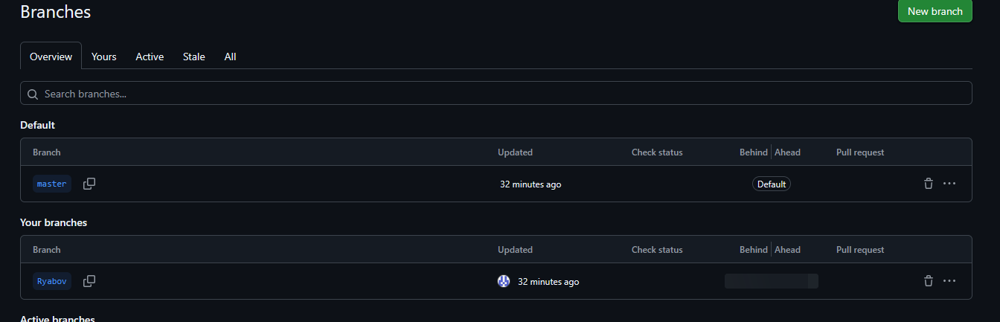 Branches
New branch
Overview Yours Active Stale All
Search branches...
Default
Branch Updated Check status Behind Ahead Pull request
master 32 minutes ago Default
Your branches
Branch Updated Check status Behind Ahead Pull request
Ryabov 32 minutes ago
Active branches